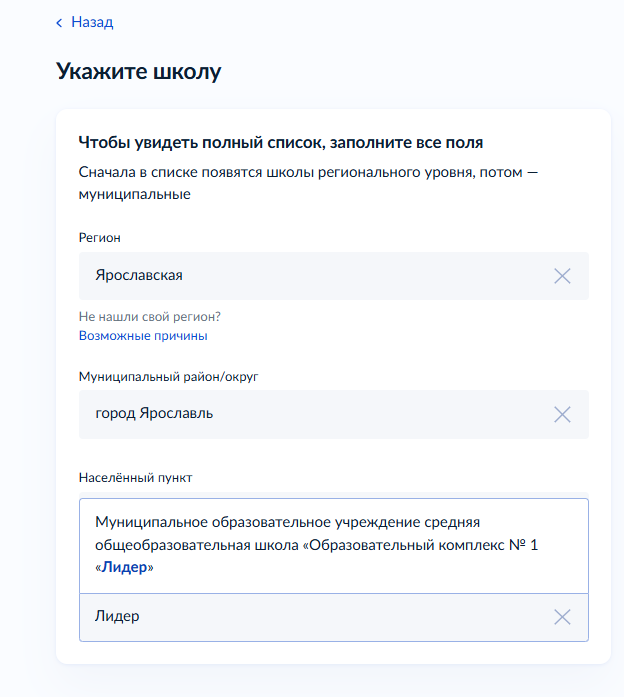 Назад
Укажите школу
Чтобы увидеть полный список, заполните все поля
Сначала в списке появятся школы регионального уровня, потом —
муниципальные
Регион
Ярославская
Не нашли свой регион?
Возможные причины
Муниципальный район/округ
город Ярославль
Населённый пункт
Муниципальное образовательное учреждение средняя
общеобразовательная школа «Образовательный комплекс № 1
«Лидер»
Лидер